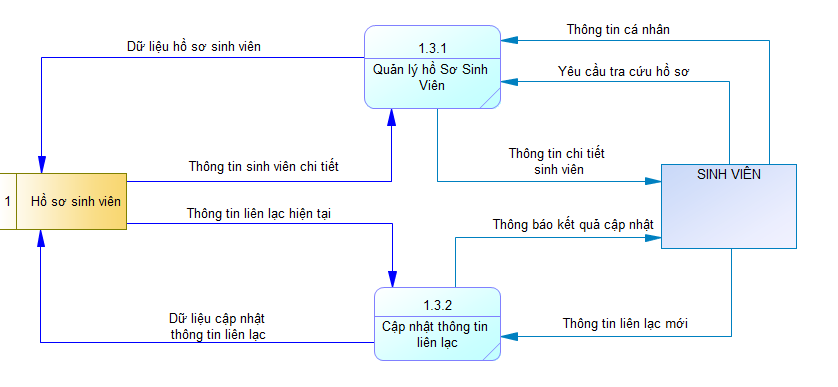 Thông tin cá nhân
Dữ liệu hồ sơ sinh viên
1.3.1
Quản lý hồ Sơ Sinh
Viên
Yêu cầu tra cứu hồ sơ
Thông tin sinh viên chi tiết
Thông tin chi tiết
sinh viên
SINH VIÊN
1
Hồ sơ sinh viên
Thông tin liên lạc hiện tại
Thông báo kết quả cập nhật
1.3.2
Cập nhật thông tin
liên lạc
Dữ liệu cập nhật
thông tin liên lạc
Thông tin liên lạc mới